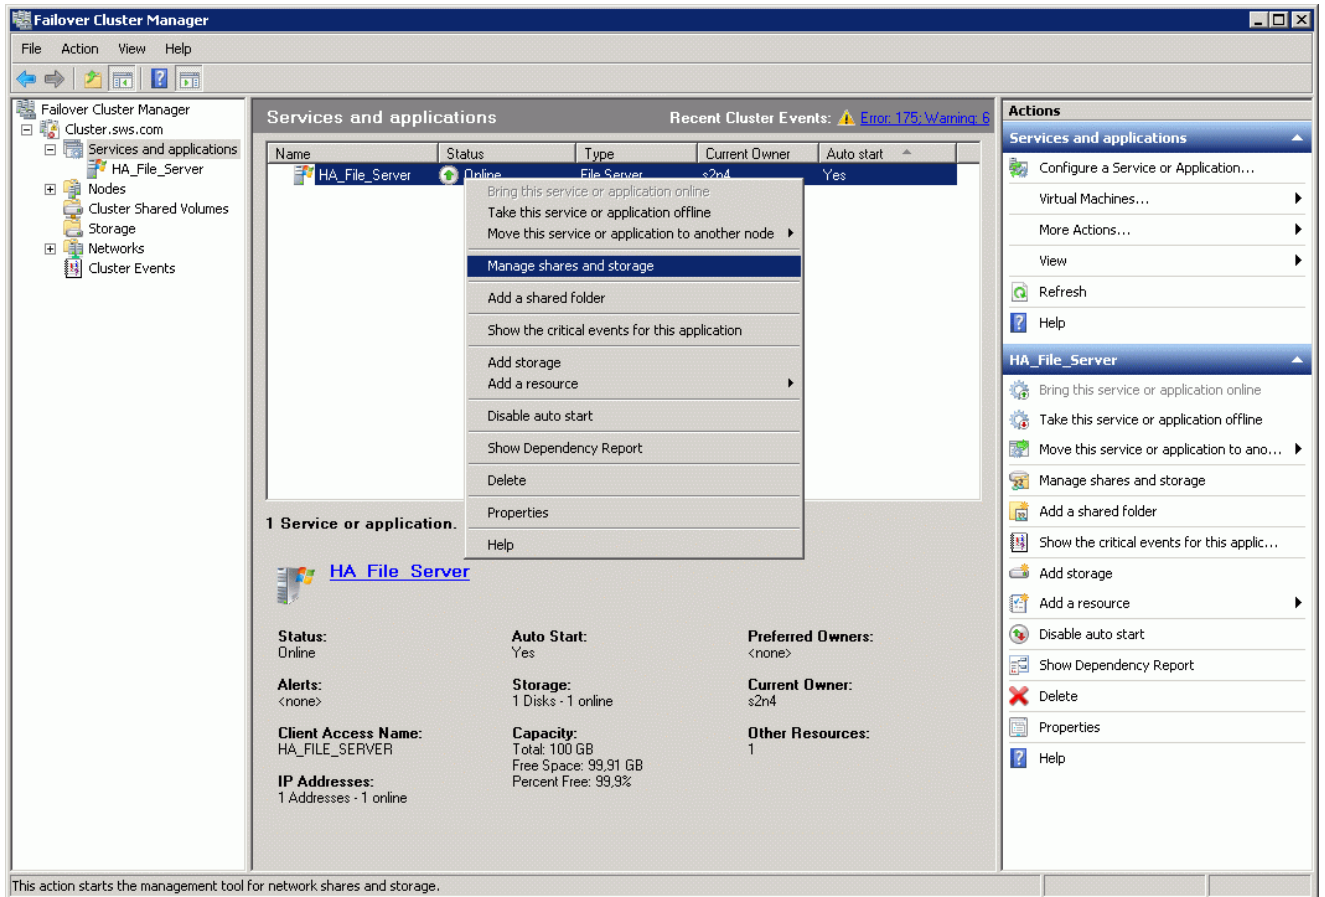 Failover Cluster Manager
File Action View Help
Failover Cluster Manager
Cluster.sws.com
Services and applications
HA_File_Server
Nodes
Cluster Shared Volumes
Storage
Networks
Cluster Events
Services and applications
Recent Cluster Events: Error: 175; Warning: 6
Name Status Type Current Owner Auto start
HA_File_Server Online File Server s2n4 Yes
Bring this service or application online
Take this service or application offline
Move this service or application to another node
Manage shares and storage
Add a shared folder
Show the critical events for this application
Add storage
Add a resource
Disable auto start
Show Dependency Report
Delete
Properties
Help
1 Service or application.
HA_File_Server
Status:
Online
Auto Start:
Yes
Preferred Owners:
<none>
Alerts:
<none>
Storage:
1 Disks - 1 online
Current Owner:
s2n4
Client Access Name:
HA_FILE_SERVER
Capacity:
Total: 100 GB
Free Space: 99,91 GB
Percent Free: 99,9%
Other Resources:
1
IP Addresses:
1 Addresses - 1 online
Actions
Services and applications
Configure a Service or Application...
Virtual Machines...
More Actions...
View
Refresh
Help
HA_File_Server
Bring this service or application online
Take this service or application offline
Move this service or application to ano...
Manage shares and storage
Add a shared folder
Show the critical events for this applic...
Add storage
Add a resource
Disable auto start
Show Dependency Report
Delete
Properties
Help
This action starts the management tool for network shares and storage.